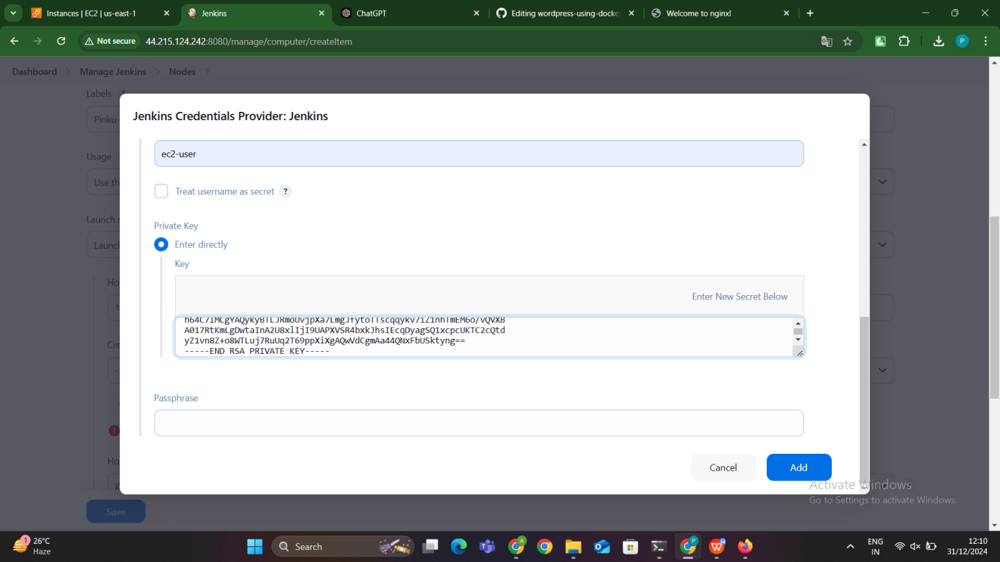 Instances | EC2 | us-east-1
Jenkins
ChatGPT
Editing wordpress-using-docke
Welcome to nginx!
Not secure
44.215.124.242:8080/manage/computer/createItem
Dashboard
Manage Jenkins
Nodes
Labels ?
Pinku-
Usage
Use th
Launch
Launch
Ho
1
Cre
-
Ho
K
Save
Jenkins Credentials Provider: Jenkins
ec2-user
Treat username as secret ?
Private Key
Enter directly
Key
Enter New Secret Below
A017RtKmLgDwtaInA2U8xlIjI9UAPXVSR4bxkJhsIEcqDyagSQ1xcpcUKTC2cQtd
yZ1vn8Z+o8WTLuj7RuUq2T69ppXiXgAQwVdCgmAa44QNxFbUSktyng==
-----END RSA PRIVATE KEY-----
Passphrase
Cancel
Add
Activate Windows
Go to Settings to activate Windows.
1
26°C
Haze
Search
ENG
IN
12:10
31/12/2024